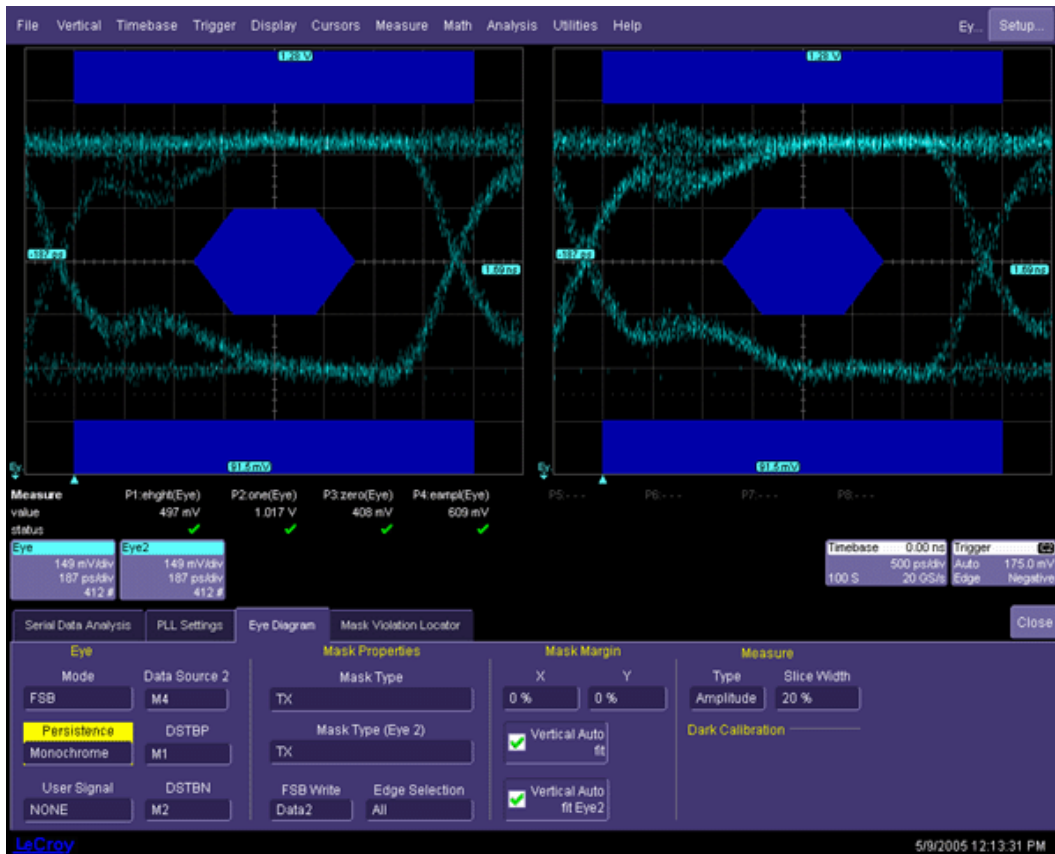 File Vertical Timebase Trigger Display Cursors Measure Math Analysis Utilities Help Ey... Setup...
1.28 V 1.28 V
-187 ps 1.69 ns -187 ps 1.69 ns
Ey. 91.5 mV Ey. 91.5 mV
Measure P1:ehght(Eye) P2:one(Eye) P3:zero(Eye) P4:eampl(Eye) P5:- - - P6:- - - P7:- - - P8:- - -
value 497 mV 1.017 V 408 mV 609 mV
status
Eye Eye2 Timebase 0.00 ns Trigger C2
149 mV/div 149 mV/div 500 ps/div Auto 175.0 mV
187 ps/div 187 ps/div 100 S 20 GS/s Edge Negative
412 # 412 #
Serial Data Analysis PLL Settings Eye Diagram Mask Violation Locator Close
Eye Mask Properties Mask Margin Measure
Mode Data Source 2 Mask Type X Y Type Slice Width
FSB M4 TX 0 % 0 % Amplitude 20 %
Persistence DSTBP Mask Type (Eye 2) Vertical Auto fit Dark Calibration
Monochrome M1 TX
User Signal DSTBN FSB Write Edge Selection Vertical Auto fit Eye2
NONE M2 Data2 All
LeCroy 5/9/2005 12:13:31 PM